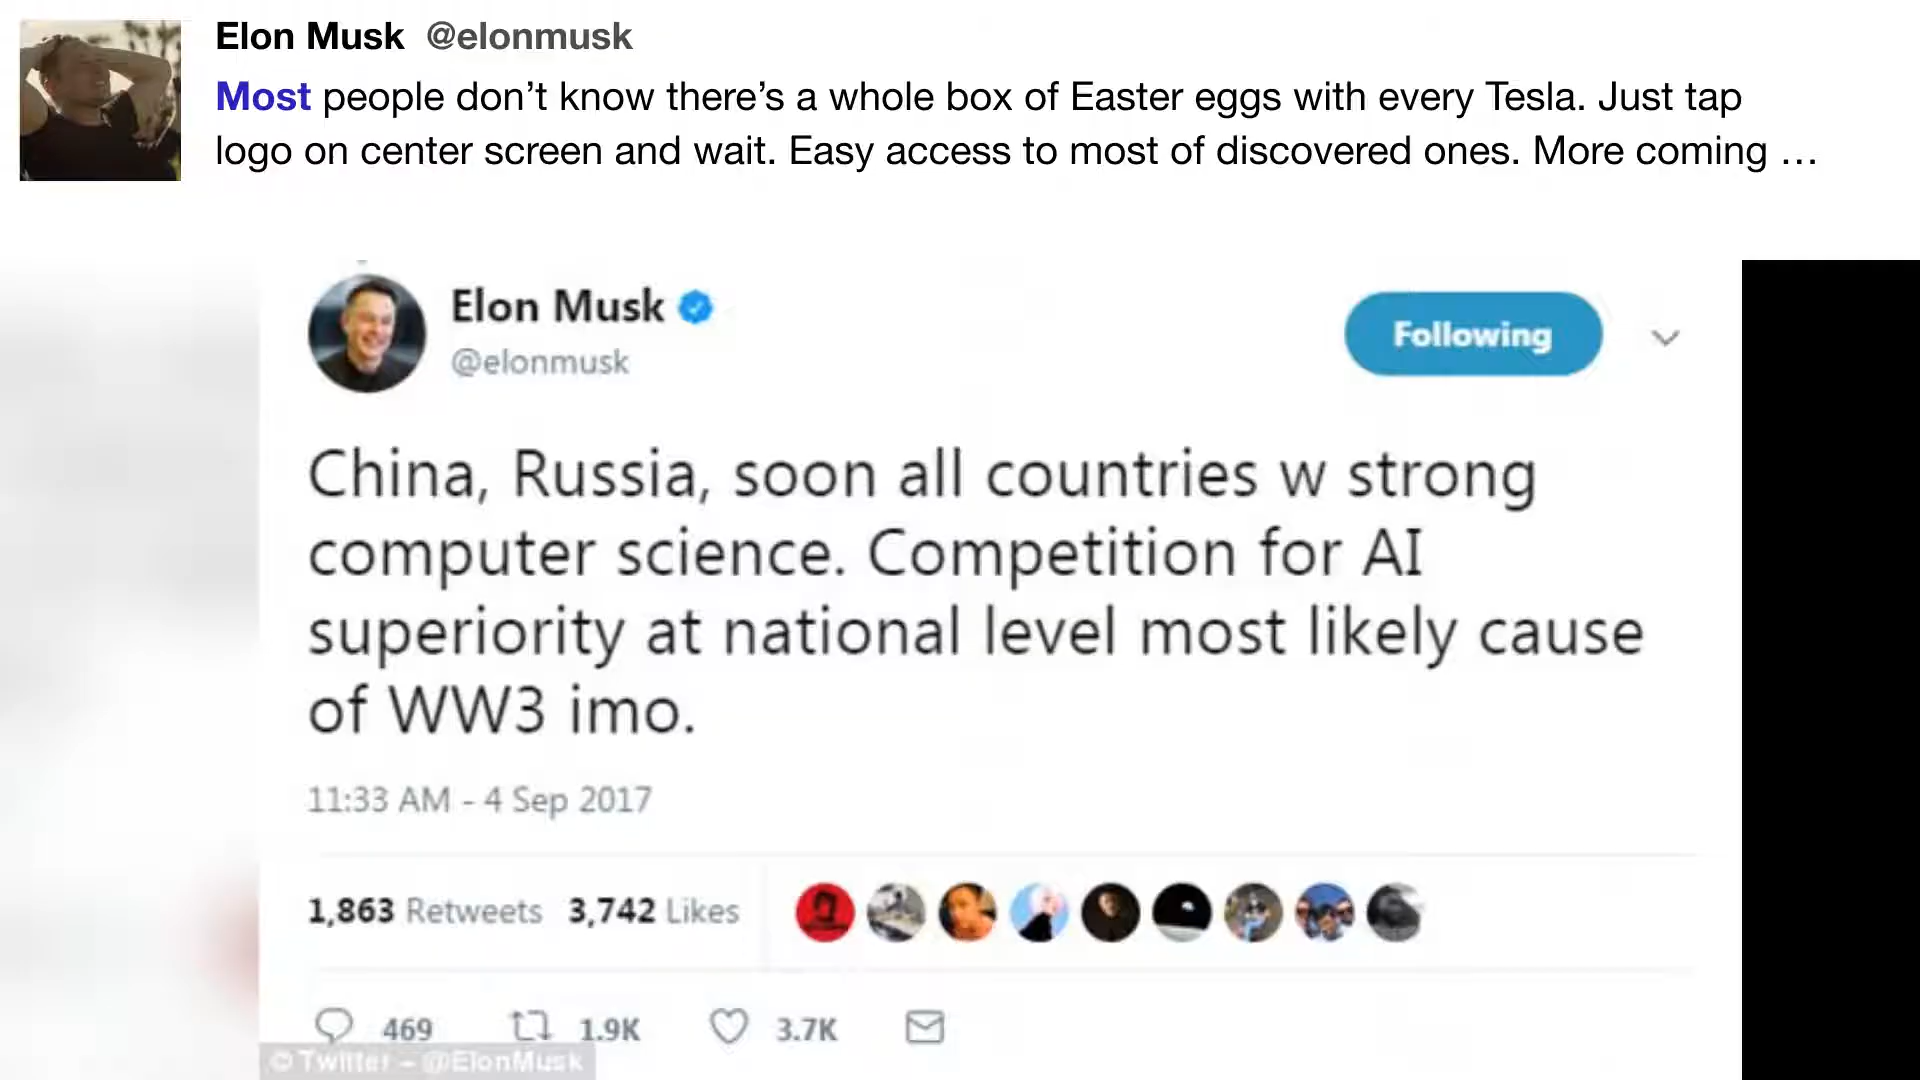 Elon Musk @elonmusk
Most people don’t know there’s a whole box of Easter eggs with every Tesla. Just tap
logo on center screen and wait. Easy access to most of discovered ones. More coming …
Elon Musk
@elonmusk
Following
China, Russia, soon all countries w strong
computer science. Competition for AI
superiority at national level most likely cause
of WW3 imo.
11:33 AM - 4 Sep 2017
1,863 Retweets 3,742 Likes
469 1.9K 3.7K
© Twitter – @ElonMusk